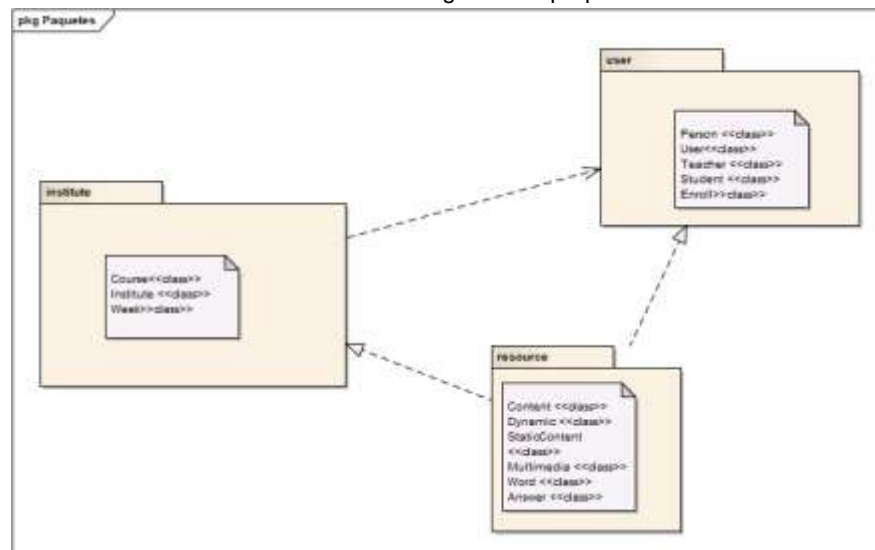 pkg Paquetes
user
Person <<class>>
User<<class>>
Teacher <<class>>
Student <<class>>
Enroll>>class>>
institute
Course<<class>>
Institute <<class>>
Week>>class>>
resource
Content <<class>>
Dynamic <<class>>
StaticContent
<<class>>
Multimedia <<class>>
Word <<class>>
Answer <<class>>